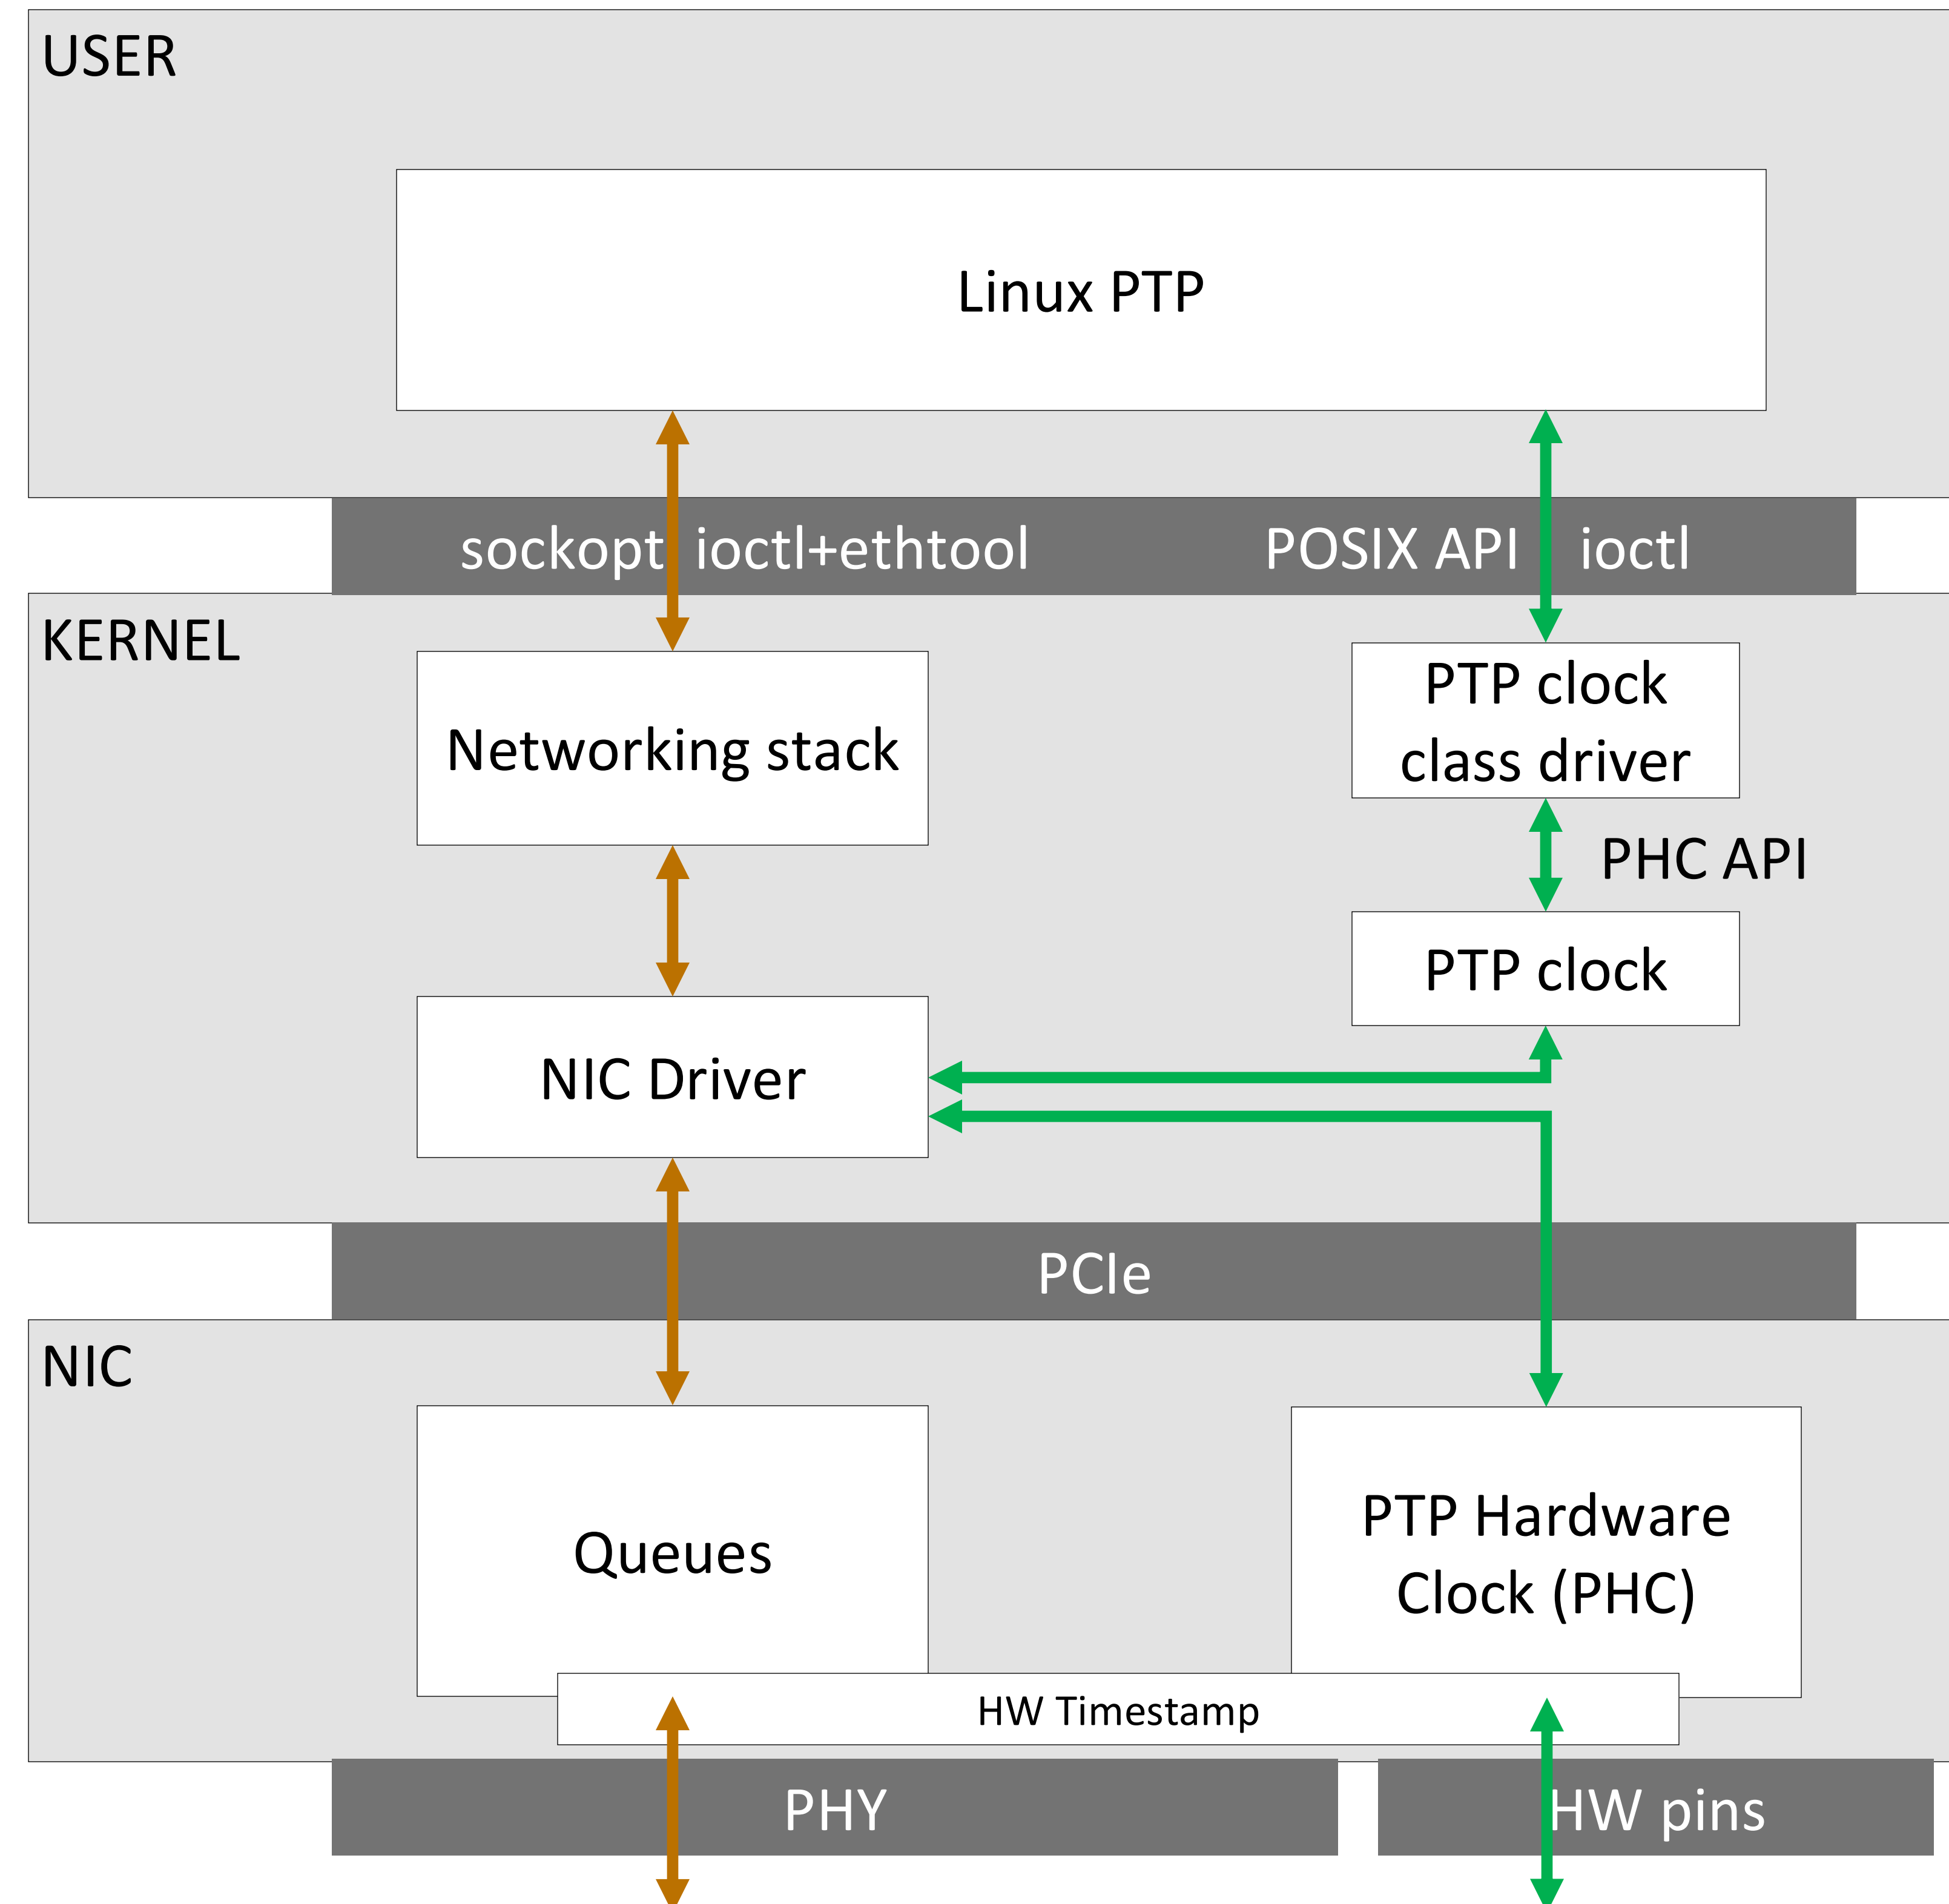 USER
Linux PTP
sockopt ioctl+ethtool
POSIX API ioctl
KERNEL
Networking stack
PTP clock
class driver
PHC API
PTP clock
NIC Driver
PCIe
NIC
Queues
PTP Hardware
Clock (PHC)
HW Timestamp
PHY
HW pins